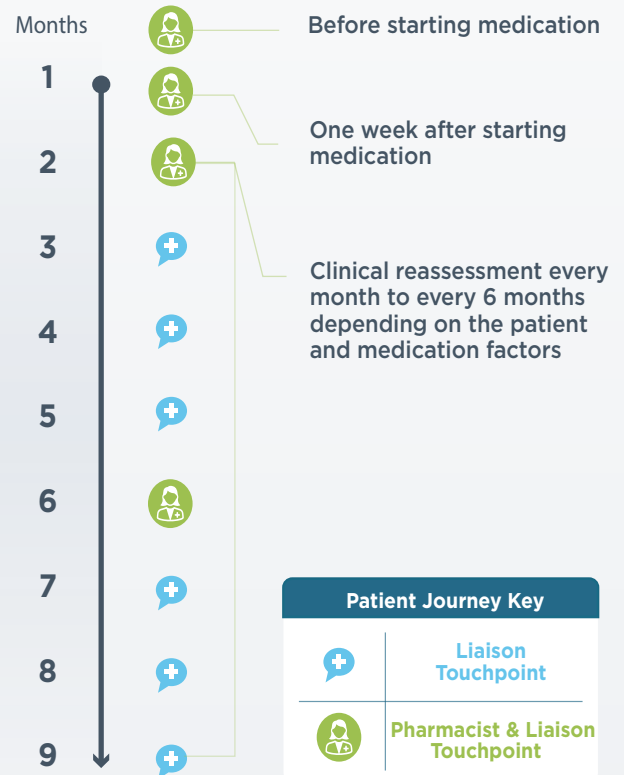 Months
Before starting medication
1
One week after starting
medication
2
3
Clinical reassessment every
month to every 6 months
depending on the patient
and medication factors
4
5
6
7
8
9
Patient Journey Key
Liaison
Touchpoint
Pharmacist & Liaison
Touchpoint